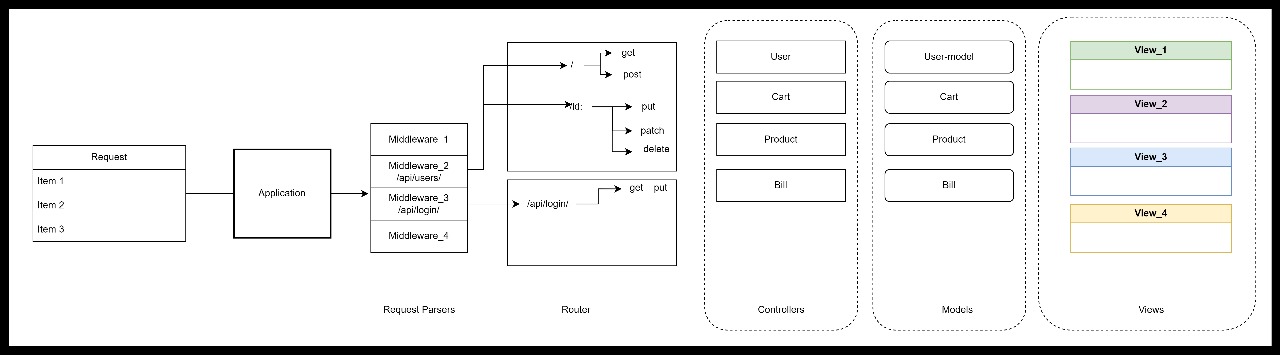 Request
Item 1
Item 2
Item 3
Application
Middleware_1
Middleware_2
/api/users/
Middleware_3
/api/login/
Middleware_4
Request Parsers
/
get
post
/Id:
put
patch
delete
/api/login/
get put
Router
User
Cart
Product
Bill
Controllers
User-model
Cart
Product
Bill
Models
View_1
View_2
View_3
View_4
Views